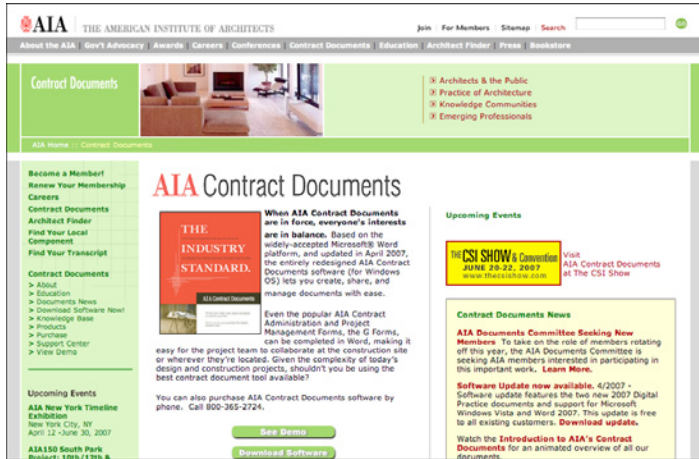 AIA THE AMERICAN INSTITUTE OF ARCHITECTS
Join For Members Sitemap Search
GO
About the AIA Gov't Advocacy Awards Careers Conferences Contract Documents Education Architect Finder Press Bookstore
Contract Documents
Architects & the Public
Practice of Architecture
Knowledge Communities
Emerging Professionals
AIA Home :: Contract Documents
Become a Member!
Renew Your Membership
Careers
Contract Documents
Architect Finder
Find Your Local
Component
Find Your Transcript
Contract Documents
> About
> Education
> Documents News
> Download Software Now!
> Knowledge Base
> Products
> Purchase
> Support Center
> View Demo
Upcoming Events
AIA New York Timeline
Exhibition
New York City, NY
April 12 -June 30, 2007
AIA150 South Park
Project: 10th/12th &
AIA Contract Documents
THE
INDUSTRY
STANDARD.
AIA Contract Documents
When AIA Contract Documents
are in force, everyone's interests
are in balance. Based on the
widely-accepted Microsoft® Word
platform, and updated in April 2007,
the entirely redesigned AIA Contract
Documents software (for Windows
OS) lets you create, share, and
manage documents with ease.
Even the popular AIA Contract
Administration and Project
Management Forms, the G Forms,
can be completed in Word, making it
easy for the project team to collaborate at the construction site
or wherever they're located. Given the complexity of today's
design and construction projects, shouldn't you be using the
best contract document tool available?
You can also purchase AIA Contract Documents software by
phone. Call 800-365-2724.
See Demo
Download Software
Upcoming Events
THE CSI SHOW & Convention
JUNE 20-22, 2007
www.thecsishow.com
Visit
AIA Contract Documents
at The CSI Show
Contract Documents News
AIA Documents Committee Seeking New
Members To take on the role of members rotating
off this year, the AIA Documents Committee is
seeking AIA members interested in participating in
this important work. Learn More.
Software Update now available. 4/2007 -
Software update features the two new 2007 Digital
Practice documents and support for Microsoft
Windows Vista and Word 2007. This update is free
to all existing customers. Download update.
Watch the Introduction to AIA's Contract
Documents for an animated overview of all our
documents.